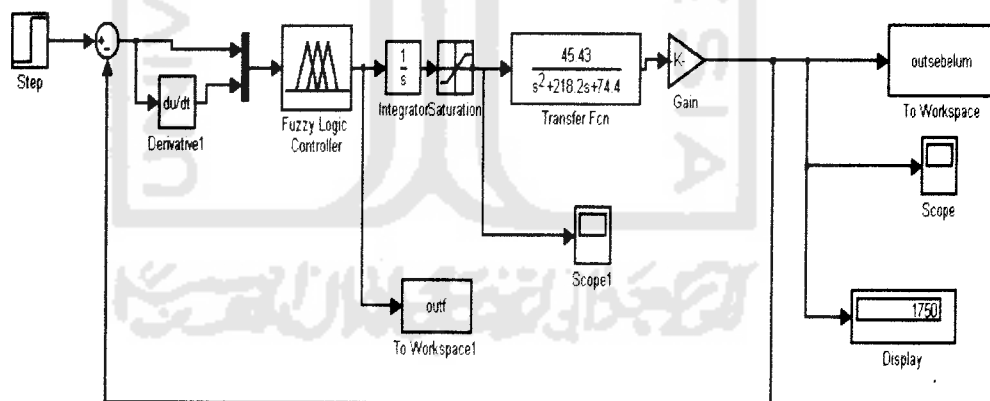 Step
+
-
du/dt
Derivative1
Fuzzy Logic
Controller
1
s
Integrator
Saturation
45.43
s2+218.2s+74.4
Transfer Fcn
K-
Gain
outsebelum
To Workspace
Scope
Scope1
outf
To Workspace1
1750
Display